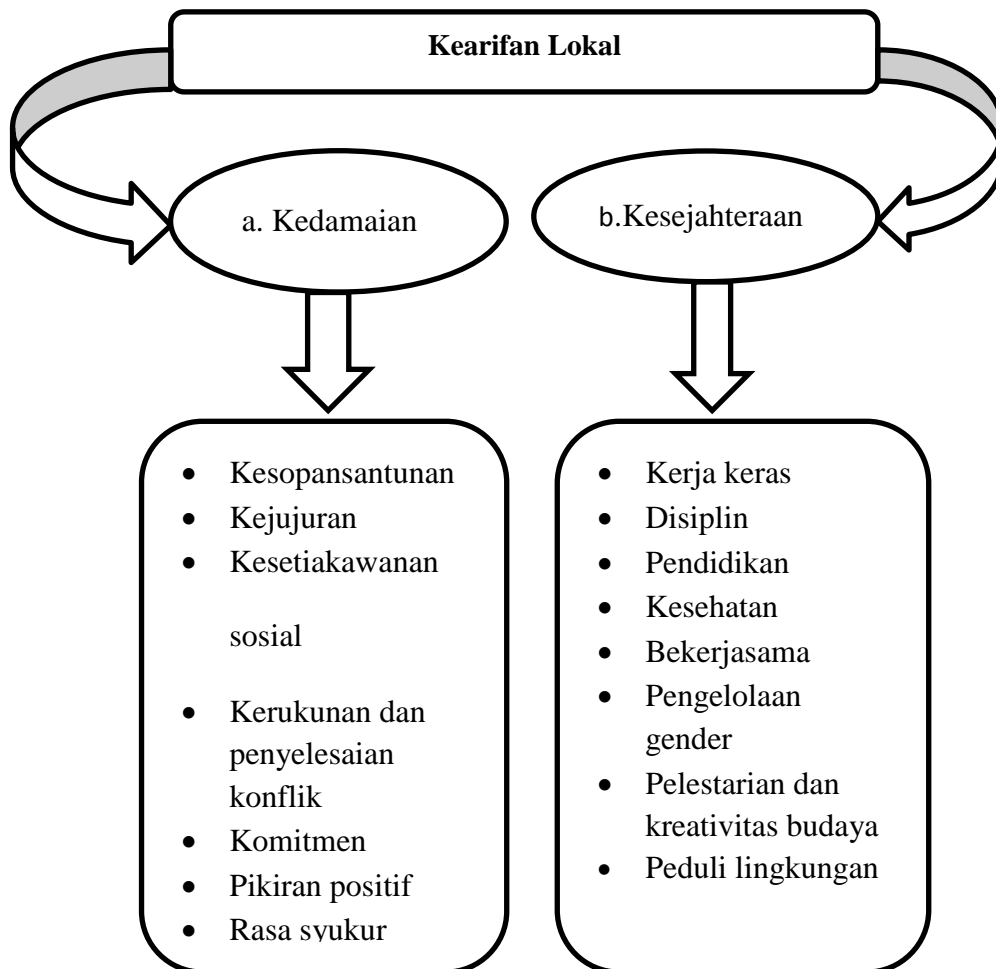 Kearifan Lokal
a. Kedamaian
b.Kesejahteraan
• Kesopansantunan
• Kejujuran
• Kesetiakawanan
sosial
• Kerukunan dan
penyelesaian
konflik
• Komitmen
• Pikiran positif
• Rasa syukur
• Kerja keras
• Disiplin
• Pendidikan
• Kesehatan
• Bekerjasama
• Pengelolaan
gender
• Pelestarian dan
kreativitas budaya
• Peduli lingkungan